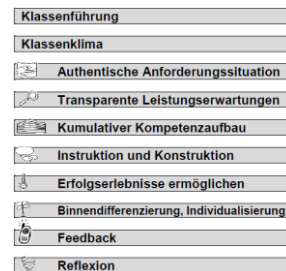 Klassenführung
Klassenklima
Authentische Anforderungssituation
Transparente Leistungserwartungen
Kumulativer Kompetenzaufbau
Instruktion und Konstruktion
Erfolgserlebnisse ermöglichen
Binnendifferenzierung, Individualisierung
Feedback
Reflexion